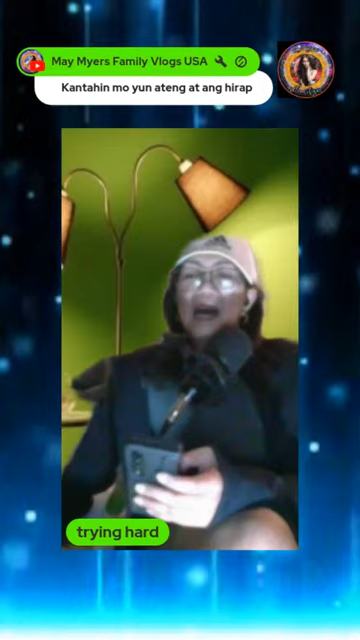 May Myers Family Vlogs USA
Kantahin mo yun ateng at ang hirap
trying hard